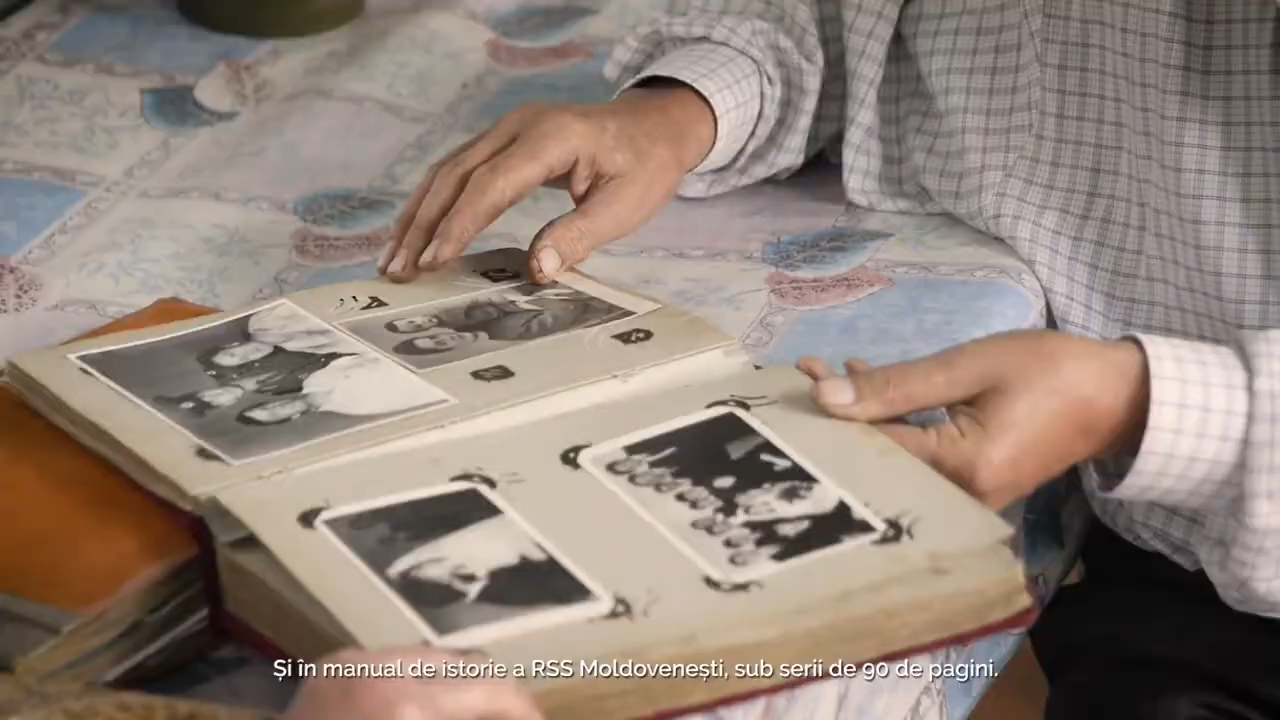 Și în manual de istorie a RSS Moldovenești, sub serii de 90 de pagini.